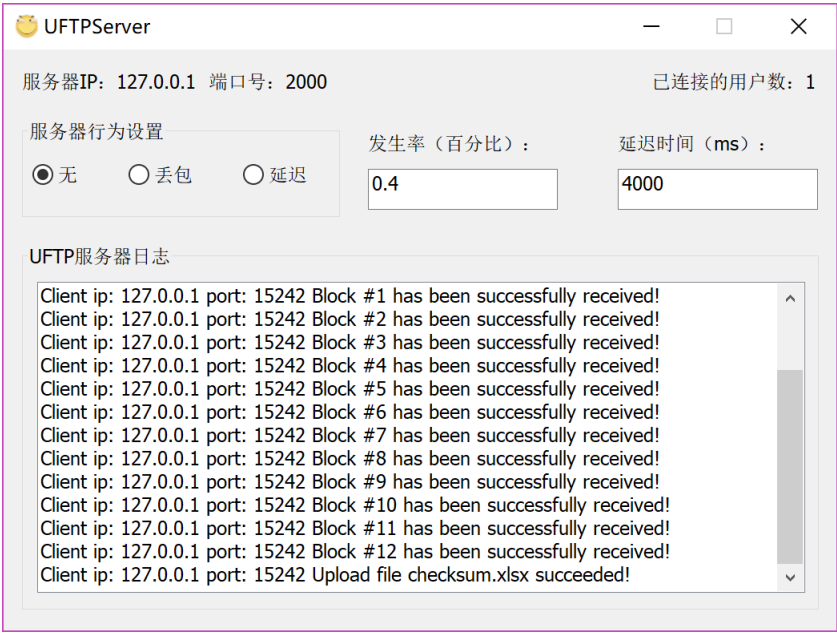 UFTPServer
服务器IP: 127.0.0.1 端口号: 2000 已连接的用户数: 1
服务器行为设置
无 丢包 延迟
发生率（百分比）:
0.4
延迟时间（ms）:
4000
UFTP服务器日志
Client ip: 127.0.0.1 port: 15242 Block #1 has been successfully received!
Client ip: 127.0.0.1 port: 15242 Block #2 has been successfully received!
Client ip: 127.0.0.1 port: 15242 Block #3 has been successfully received!
Client ip: 127.0.0.1 port: 15242 Block #4 has been successfully received!
Client ip: 127.0.0.1 port: 15242 Block #5 has been successfully received!
Client ip: 127.0.0.1 port: 15242 Block #6 has been successfully received!
Client ip: 127.0.0.1 port: 15242 Block #7 has been successfully received!
Client ip: 127.0.0.1 port: 15242 Block #8 has been successfully received!
Client ip: 127.0.0.1 port: 15242 Block #9 has been successfully received!
Client ip: 127.0.0.1 port: 15242 Block #10 has been successfully received!
Client ip: 127.0.0.1 port: 15242 Block #11 has been successfully received!
Client ip: 127.0.0.1 port: 15242 Block #12 has been successfully received!
Client ip: 127.0.0.1 port: 15242 Upload file checksum.xlsx succeeded!